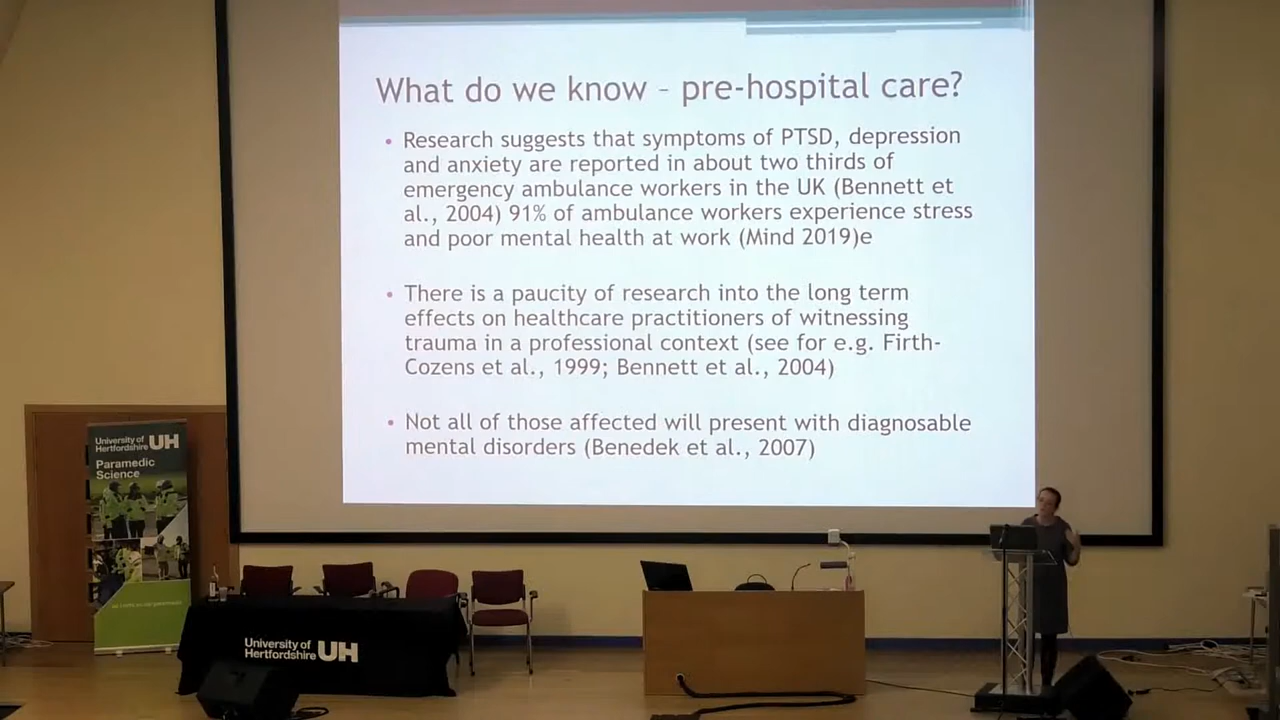 What do we know – pre-hospital care?
• Research suggests that symptoms of PTSD, depression
and anxiety are reported in about two thirds of
emergency ambulance workers in the UK (Bennett et
al., 2004) 91% of ambulance workers experience stress
and poor mental health at work (Mind 2019)e
• There is a paucity of research into the long term
effects on healthcare practitioners of witnessing
trauma in a professional context (see for e.g. Firth-
Cozens et al., 1999; Bennett et al., 2004)
• Not all of those affected will present with diagnosable
mental disorders (Benedek et al., 2007)
University of
Hertfordshire UH
Paramedic
Science
University of
Hertfordshire UH